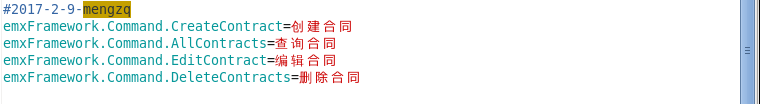 #2017-2-9-mengzq
emxFramework.Command.CreateContract=创建合同
emxFramework.Command.AllContracts=查询合同
emxFramework.Command.EditContract=编辑合同
emxFramework.Command.DeleteContracts=删除合同